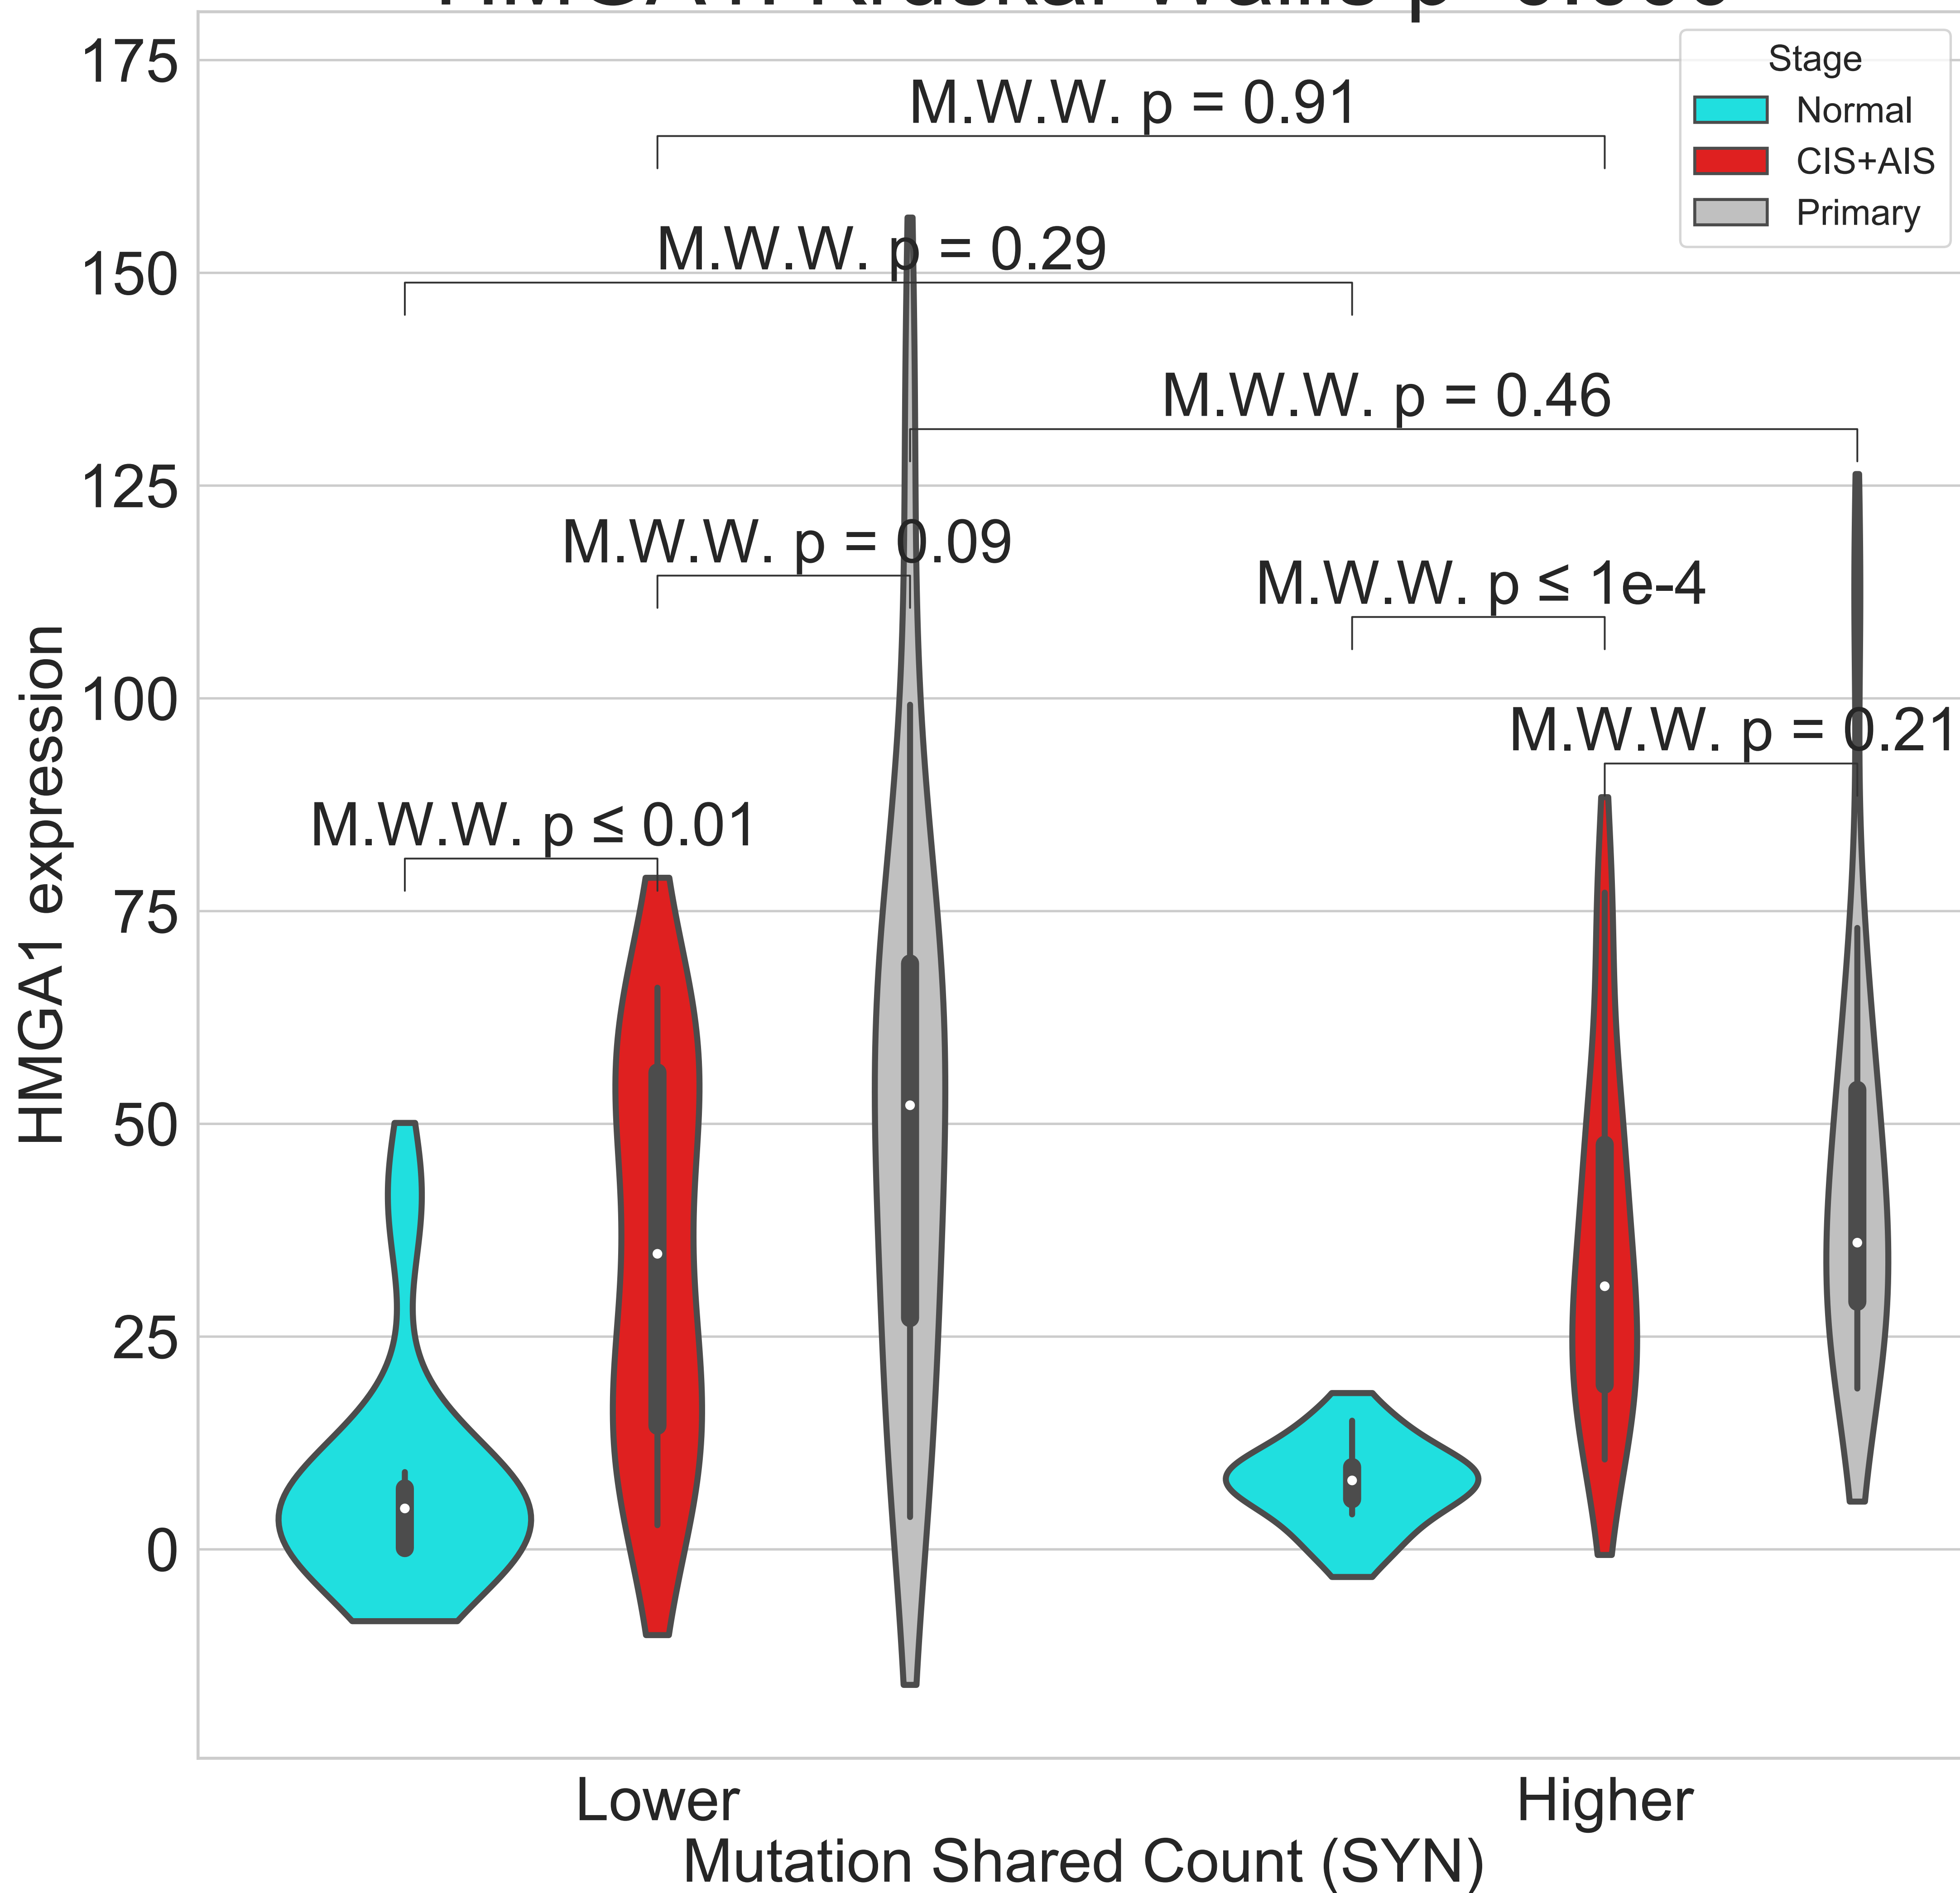 175
150
125
100
75
50
25
0
HMGA1 expression
Stage
Normal
CIS+AIS
Primary
M.W.W. p = 0.91
M.W.W. p = 0.29
M.W.W. p = 0.46
M.W.W. p = 0.09
M.W.W. p ≤ 1e-4
M.W.W. p = 0.21
M.W.W. p ≤ 0.01
Lower
Higher
Mutation Shared Count (SYN)